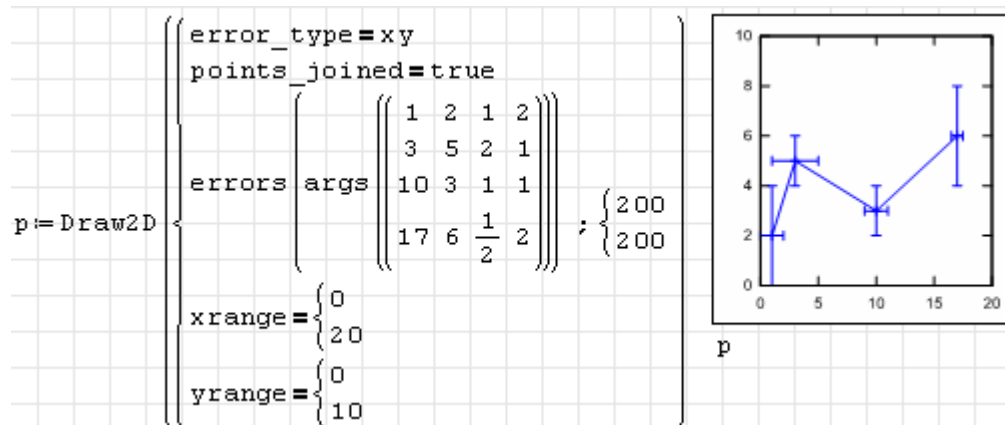 error_type=xy
points_joined=true
1 2 1 2
3 5 2 1
errors args 10 3 1 1
17 6 1/2 2
p:=Draw2D ; 200
200
xrange= 0
20
yrange= 0
10
10
8
6
4
2
0
0 5 10 15 20
p